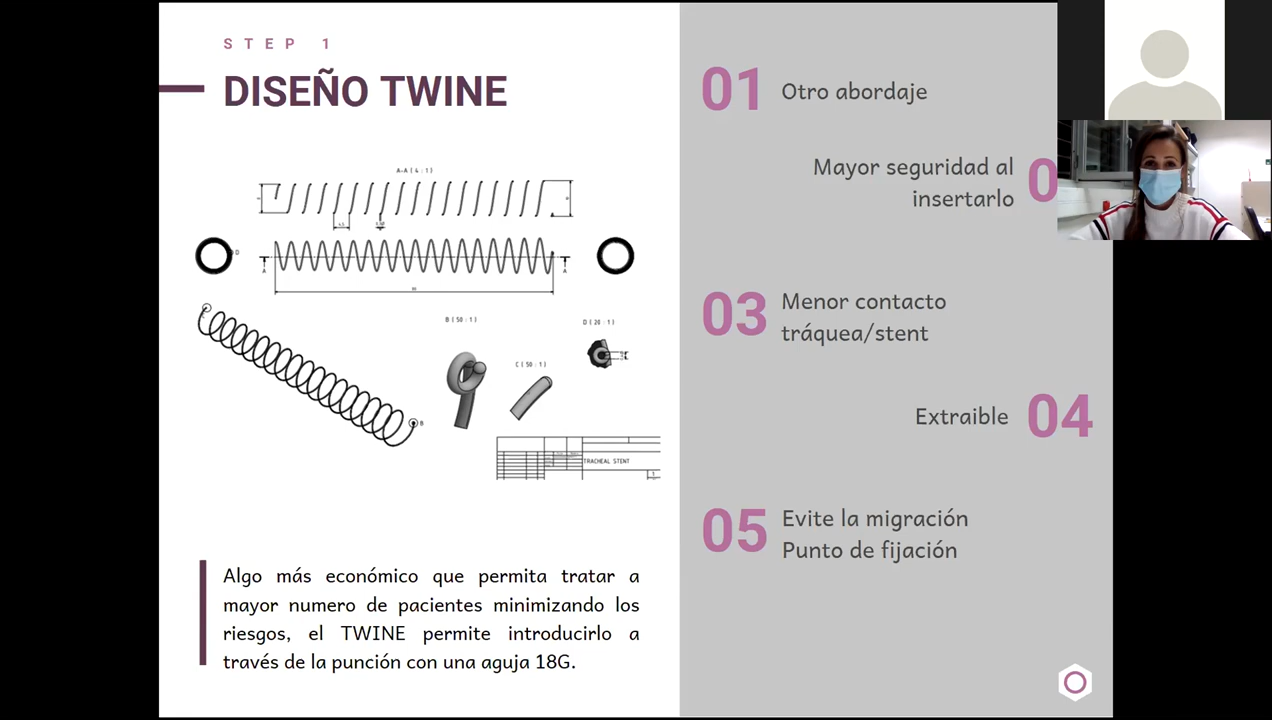 STEP 1
DISEÑO TWINE
A-A ( 4 : 1 )
A
A
B ( 50 : 1 )
D ( 20 : 1 )
C ( 50 : 1 )
B
TRACHEAL STENT
1
Algo más económico que permita tratar a
mayor numero de pacientes minimizando los
riesgos, el TWINE permite introducirlo a
través de la punción con una aguja 18G.
01 Otro abordaje
Mayor seguridad al 0
insertarlo
03 Menor contacto
tráquea/stent
Extraible 04
05 Evite la migración
Punto de fijación